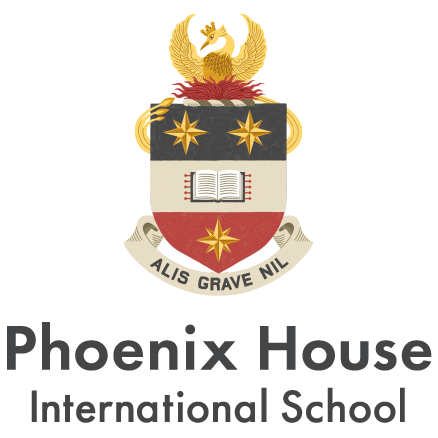 ALIS GRAVE NIL
Phoenix House
International School